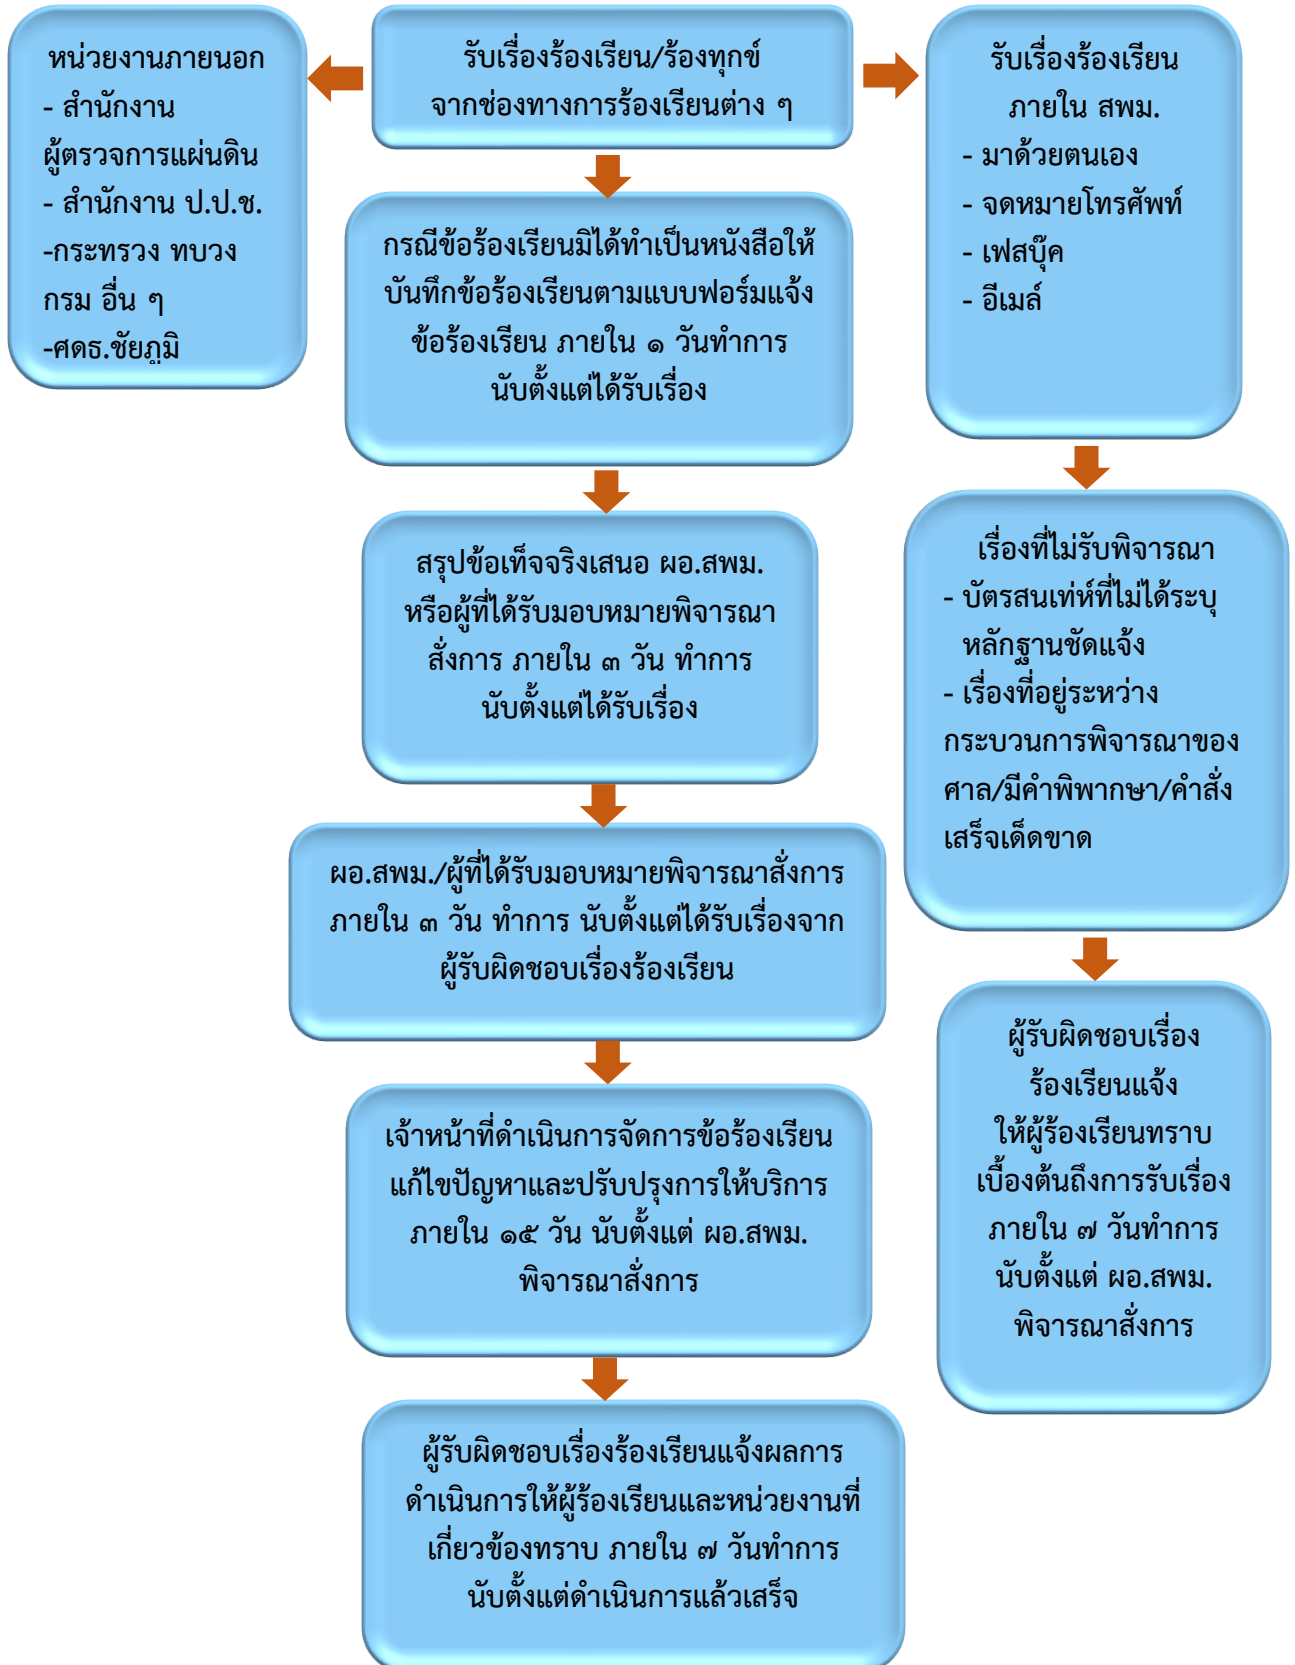 หน่วยงานภายนอก
- สำนักงาน
ผู้ตรวจการแผ่นดิน
- สำนักงาน ป.ป.ช.
-กระทรวง ทบวง
กรม อื่น ๆ
-ศดธ.ชัยภูมิ
รับเรื่องร้องเรียน/ร้องทุกข์
จากช่องทางการร้องเรียนต่าง ๆ
รับเรื่องร้องเรียน
ภายใน สพม.
- มาด้วยตนเอง
- จดหมายโทรศัพท์
- เฟสบุ๊ค
- อีเมล์
กรณีข้อร้องเรียนมิได้ทำเป็นหนังสือให้
บันทึกข้อร้องเรียนตามแบบฟอร์มแจ้ง
ข้อร้องเรียน ภายใน ๑ วันทำการ
นับตั้งแต่ได้รับเรื่อง
สรุปข้อเท็จจริงเสนอ ผอ.สพม.
หรือผู้ที่ได้รับมอบหมายพิจารณา
สั่งการ ภายใน ๓ วัน ทำการ
นับตั้งแต่ได้รับเรื่อง
เรื่องที่ไม่รับพิจารณา
- บัตรสนเท่ห์ที่ไม่ได้ระบุ
หลักฐานชัดแจ้ง
- เรื่องที่อยู่ระหว่าง
กระบวนการพิจารณาของ
ศาล/มีคำพิพากษา/คำสั่ง
เสร็จเด็ดขาด
ผอ.สพม./ผู้ที่ได้รับมอบหมายพิจารณาสั่งการ
ภายใน ๓ วัน ทำการ นับตั้งแต่ได้รับเรื่องจาก
ผู้รับผิดชอบเรื่องร้องเรียน
ผู้รับผิดชอบเรื่อง
ร้องเรียนแจ้ง
ให้ผู้ร้องเรียนทราบ
เบื้องต้นถึงการรับเรื่อง
ภายใน ๗ วันทำการ
นับตั้งแต่ ผอ.สพม.
พิจารณาสั่งการ
เจ้าหน้าที่ดำเนินการจัดการข้อร้องเรียน
แก้ไขปัญหาและปรับปรุงการให้บริการ
ภายใน ๑๕ วัน นับตั้งแต่ ผอ.สพม.
พิจารณาสั่งการ
ผู้รับผิดชอบเรื่องร้องเรียนแจ้งผลการ
ดำเนินการให้ผู้ร้องเรียนและหน่วยงานที่
เกี่ยวข้องทราบ ภายใน ๗ วันทำการ
นับตั้งแต่ดำเนินการแล้วเสร็จ